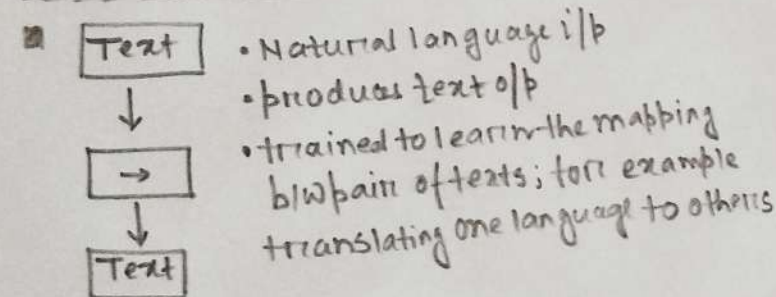 Text
• Natural language i/p
• produces text o/p
• trained to learn the mapping
b/w pair of texts; for example
translating one language to others
→
Text